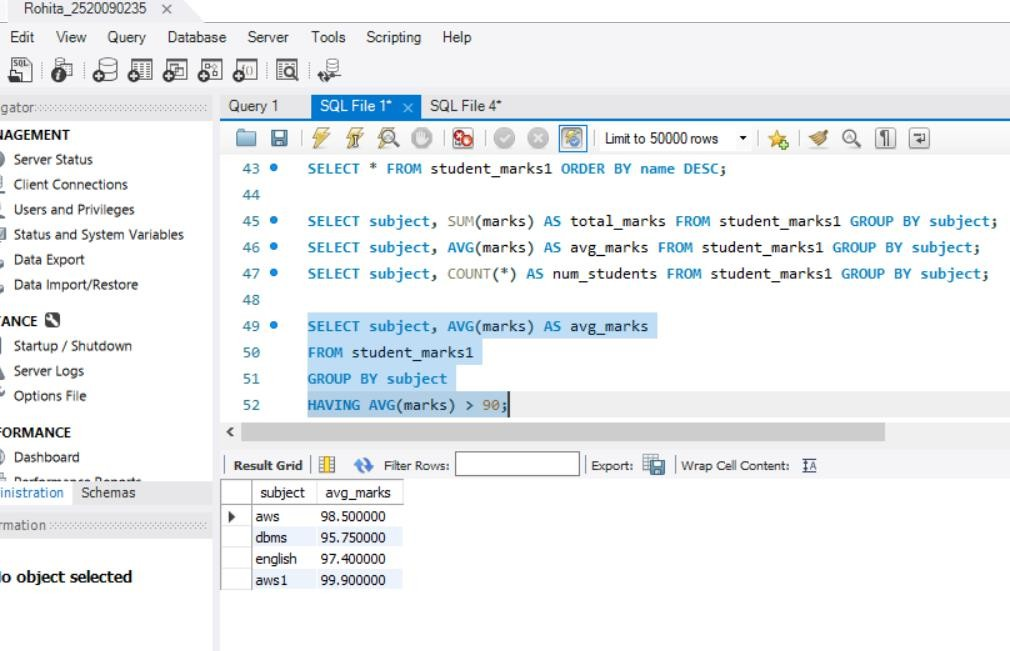 Rohita_2520090235 ×
Edit View Query Database Server Tools Scripting Help
gator
Query 1 SQL File 1* × SQL File 4*
NAGEMENT
Server Status
Client Connections
Users and Privileges
Status and System Variables
Data Export
Data Import/Restore
ANCE
Startup / Shutdown
Server Logs
Options File
FORMANCE
Dashboard
Performance Reports
inistration Schemas
rmation
o object selected
Limit to 50000 rows
43 SELECT * FROM student_marks1 ORDER BY name DESC;
44
45 SELECT subject, SUM(marks) AS total_marks FROM student_marks1 GROUP BY subject;
46 SELECT subject, AVG(marks) AS avg_marks FROM student_marks1 GROUP BY subject;
47 SELECT subject, COUNT(*) AS num_students FROM student_marks1 GROUP BY subject;
48
49 SELECT subject, AVG(marks) AS avg_marks
50 FROM student_marks1
51 GROUP BY subject
52 HAVING AVG(marks) > 90;
Result Grid Filter Rows: Export: Wrap Cell Content:
subject avg_marks
aws 98.500000
dbms 95.750000
english 97.400000
aws1 99.900000